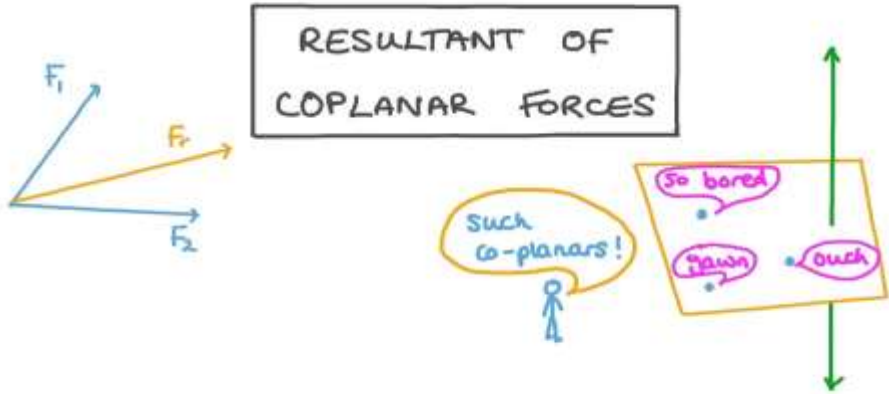 RESULTANT OF
COPLANAR FORCES
F₁
Fᵣ
F₂
such
co-planars!
so bored
yawn
ouch